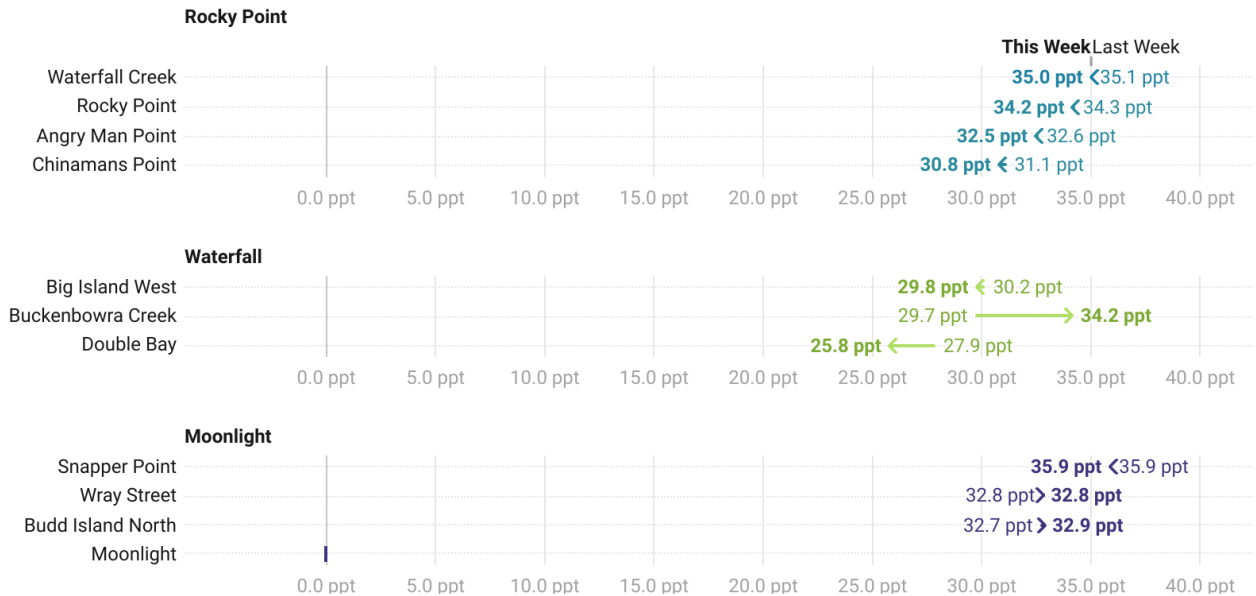 Rocky Point
This Week Last Week
Waterfall Creek 35.0 ppt 35.1 ppt
Rocky Point 34.2 ppt 34.3 ppt
Angry Man Point 32.5 ppt 32.6 ppt
Chinamans Point 30.8 ppt 31.1 ppt
0.0 ppt 5.0 ppt 10.0 ppt 15.0 ppt 20.0 ppt 25.0 ppt 30.0 ppt 35.0 ppt 40.0 ppt
Waterfall
Big Island West 29.8 ppt 30.2 ppt
Buckenbowra Creek 29.7 ppt 34.2 ppt
Double Bay 25.8 ppt 27.9 ppt
0.0 ppt 5.0 ppt 10.0 ppt 15.0 ppt 20.0 ppt 25.0 ppt 30.0 ppt 35.0 ppt 40.0 ppt
Moonlight
Snapper Point 35.9 ppt 35.9 ppt
Wray Street 32.8 ppt 32.8 ppt
Budd Island North 32.7 ppt 32.9 ppt
Moonlight
0.0 ppt 5.0 ppt 10.0 ppt 15.0 ppt 20.0 ppt 25.0 ppt 30.0 ppt 35.0 ppt 40.0 ppt